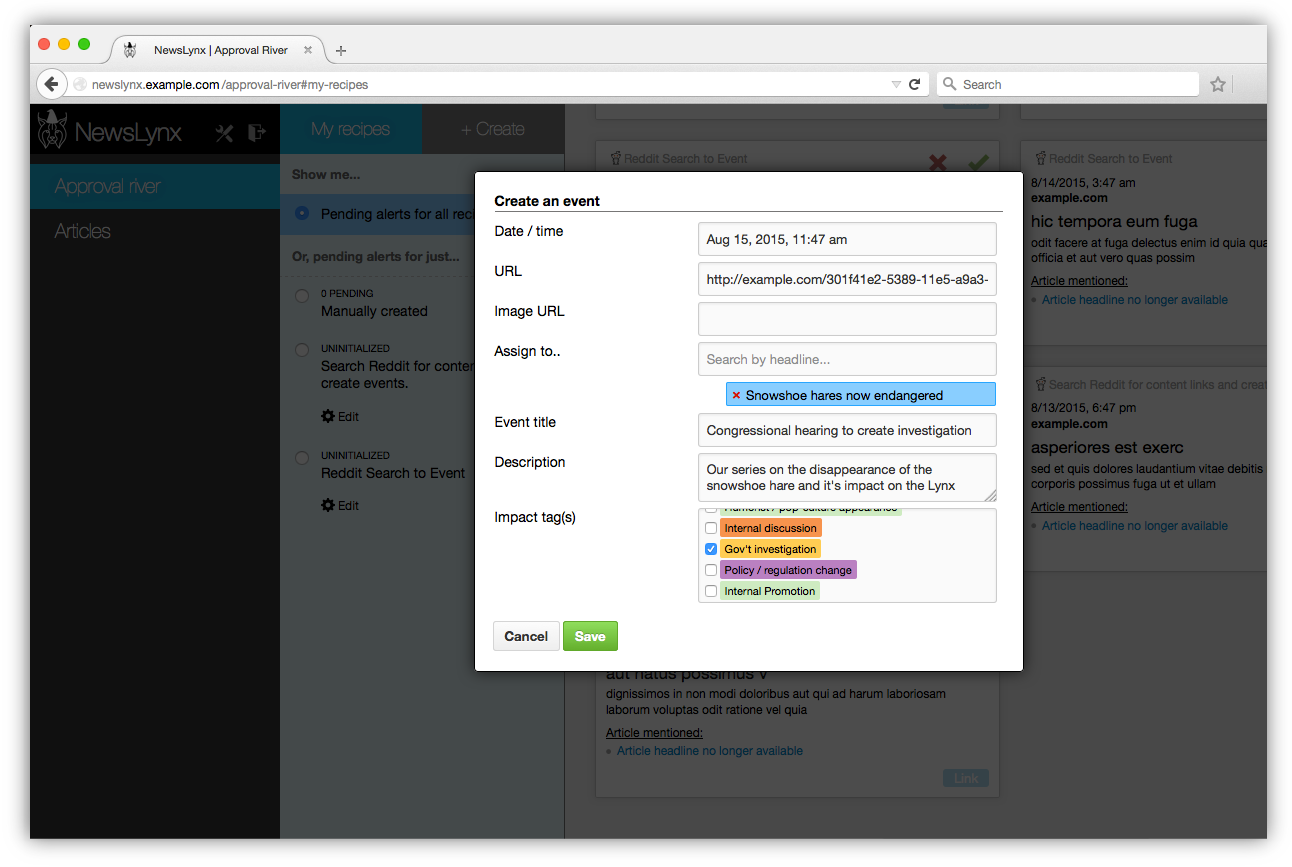 NewsLynx | Approval River
newslynx.example.com/approval-river#my-recipes
Search
NewsLynx
My recipes
+ Create
Approval river
Articles
Show me...
Pending alerts for all reci
Or, pending alerts for just...
0 PENDING
Manually created
UNINITIALIZED
Search Reddit for conten
create events.
Edit
UNINITIALIZED
Reddit Search to Event
Edit
Reddit Search to Event
Create an event
Date / time
Aug 15, 2015, 11:47 am
URL
http://example.com/301f41e2-5389-11e5-a9a3-
Image URL
Assign to..
Search by headline...
Snowshoe hares now endangered
Event title
Congressional hearing to create investigation
Description
Our series on the disappearance of the
snowshoe hare and it's impact on the Lynx
Impact tag(s)
Humorist / pop-culture appearance
Internal discussion
Gov't investigation
Policy / regulation change
Internal Promotion
Cancel
Save
aut natus possimus v
dignissimos in non modi doloribus aut qui ad harum laboriosam
laborum voluptas odit ratione vel quia
Article mentioned:
Article headline no longer available
Link
Reddit Search to Event
8/14/2015, 3:47 am
example.com
hic tempora eum fuga
odit facere at fuga delectus enim id quia qua
officia et aut vero quas possim
Article mentioned:
Article headline no longer available
Search Reddit for content links and creat
8/13/2015, 6:47 pm
example.com
asperiores est exerc
sed et quis dolores laudantium vitae debitis
corporis possimus fuga ut et ullam
Article mentioned:
Article headline no longer available